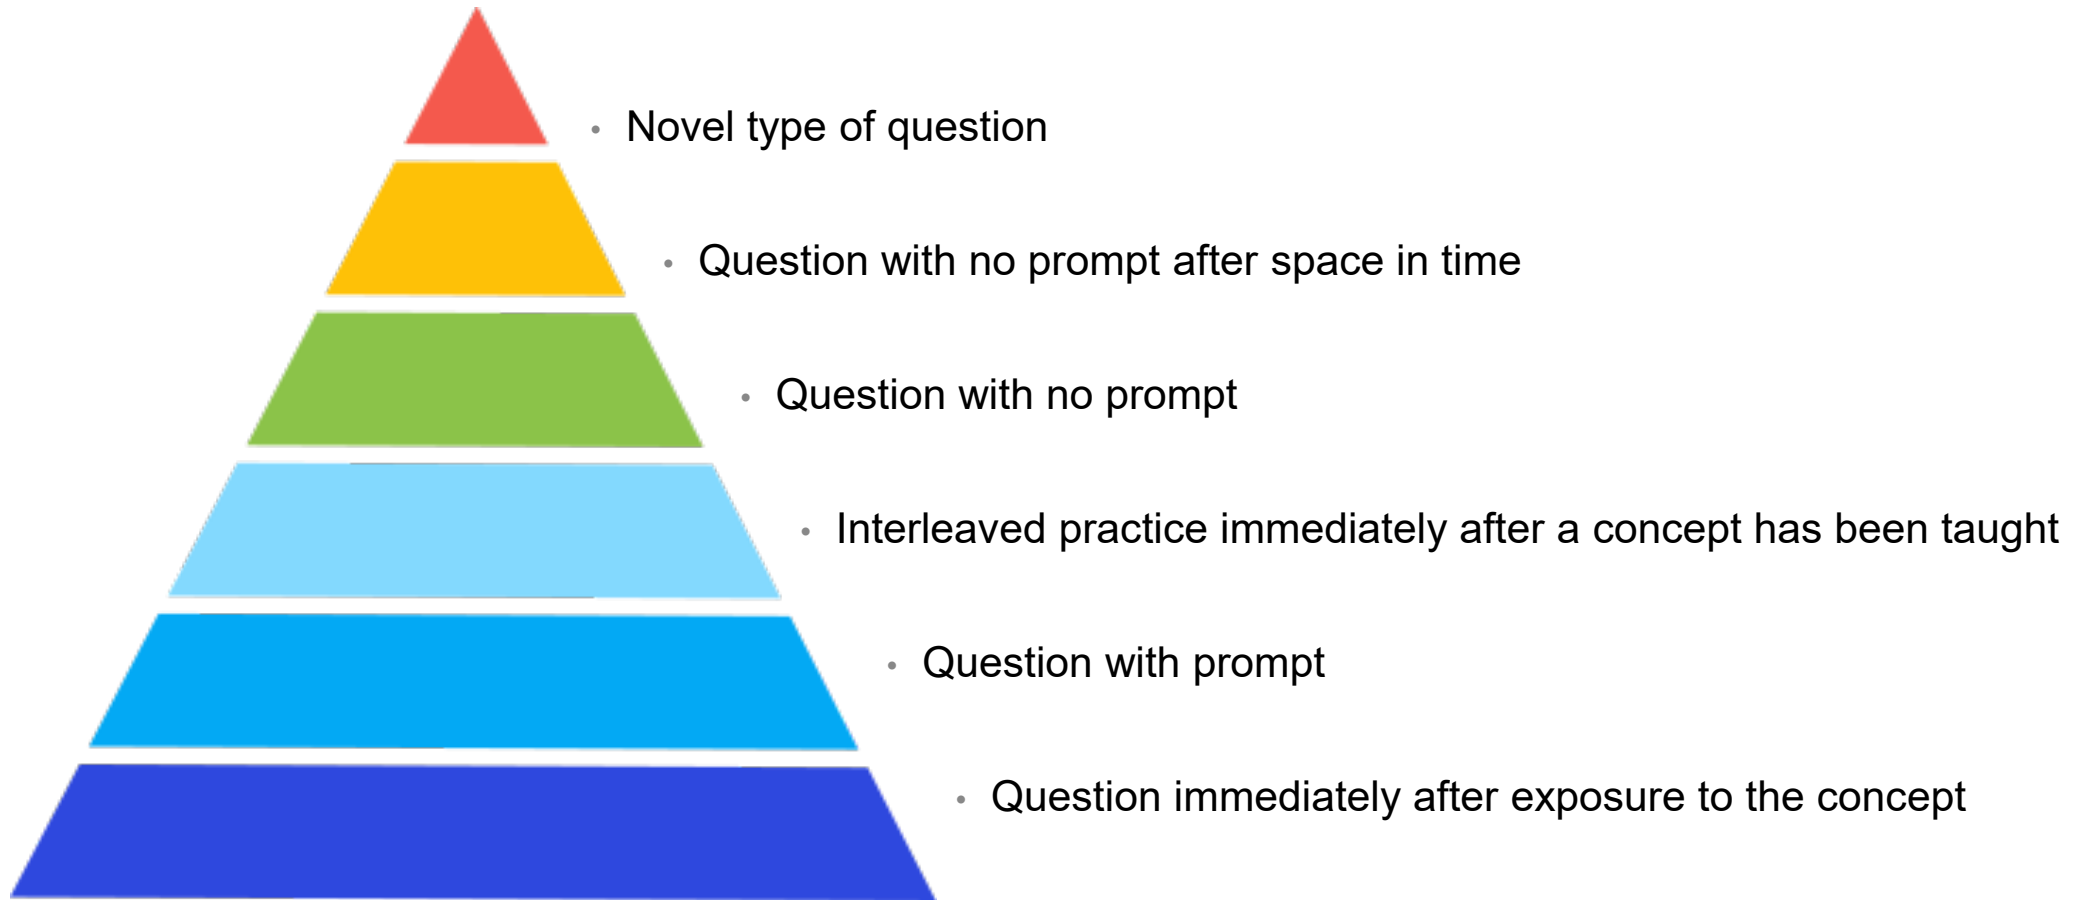 • Novel type of question
• Question with no prompt after space in time
• Question with no prompt
• Interleaved practice immediately after a concept has been taught
• Question with prompt
• Question immediately after exposure to the concept